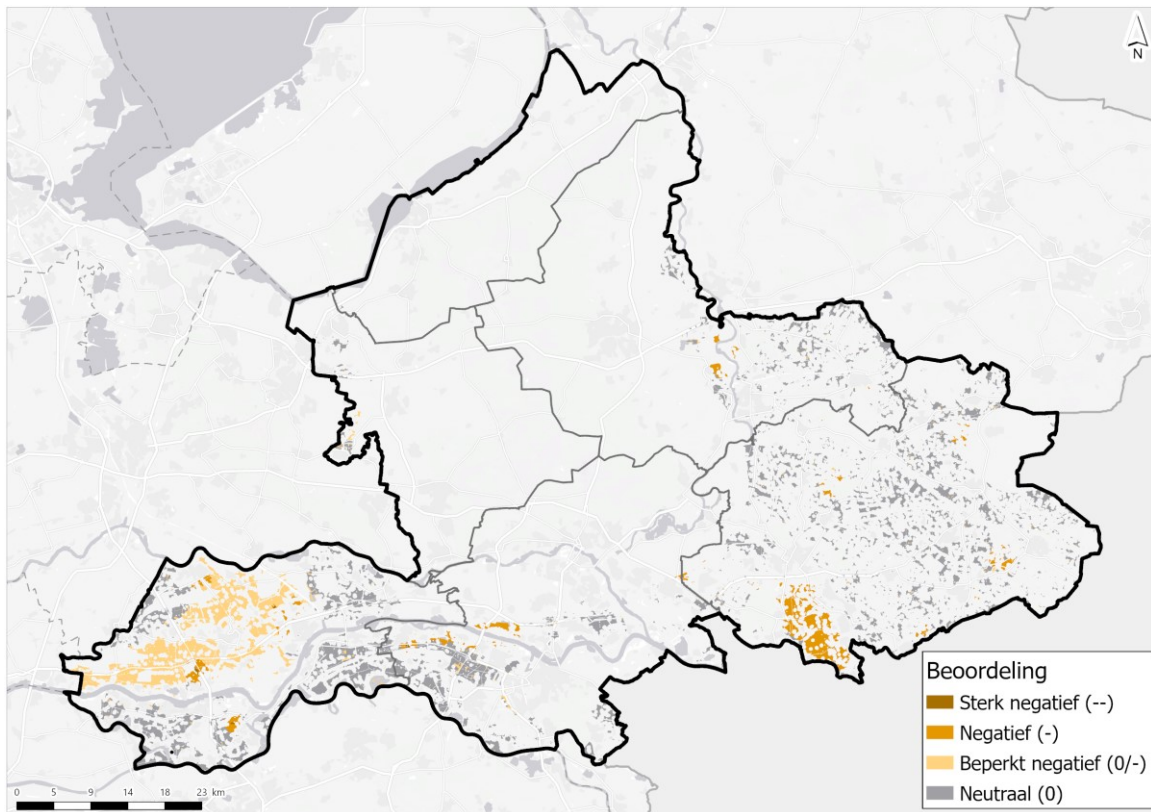 N
Beoordeling
Sterk negatief (--)
Negatief (-)
Beperkt negatief (0/-)
Neutraal (0)
0 5 9 14 18 23 km